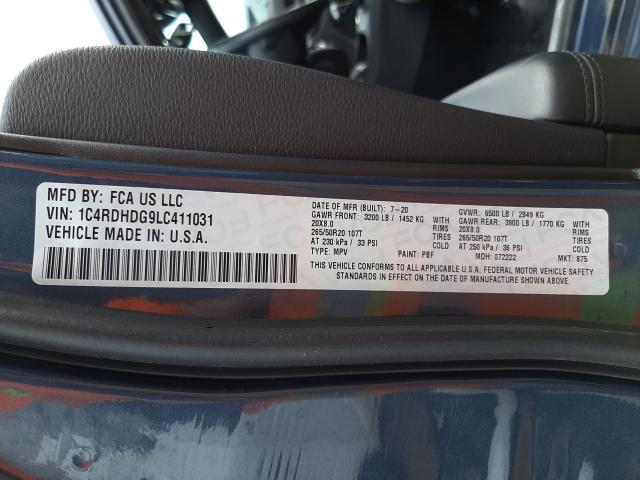 MFD BY: FCA US LLC
VIN: 1C4RDHDG9LC411031
VEHICLE MADE IN: U.S.A.
DATE OF MFR (BUILT): 7-20 GVWR: 6500 LB / 2949 KG
GAWR FRONT: 3200 LB / 1452 KG WITH GAWR REAR: 3900 LB / 1770 KG WITH
20X8.0 RIMS 20X8.0 RIMS
265/50R20 107T TIRES 265/50R20 107T TIRES
AT 230 kPa / 33 PSI COLD AT 250 kPa / 36 PSI COLD
TYPE: MPV PAINT: PBF MDH: 072222 MKT: 875
THIS VEHICLE CONFORMS TO ALL APPLICABLE U.S.A. FEDERAL MOTOR VEHICLE SAFETY
STANDARDS IN EFFECT ON THE DATE OF MANUFACTURE SHOWN ABOVE.